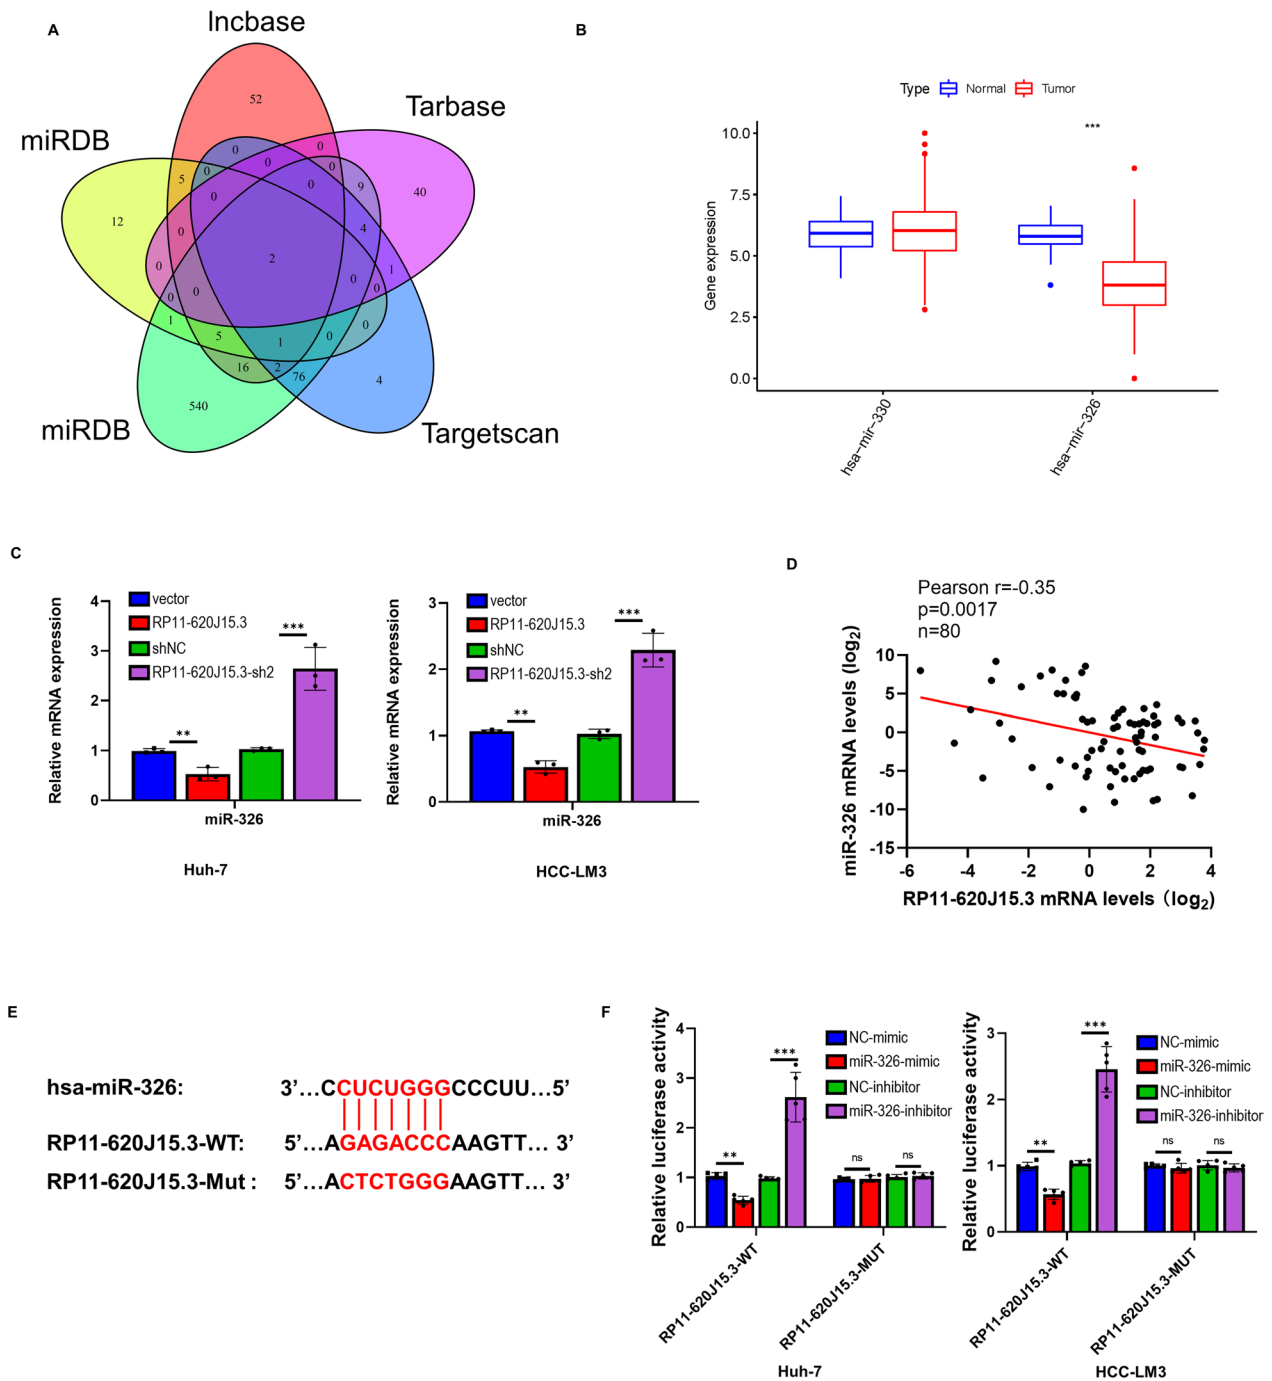 A
lncbase
Tarbase
miRDB
miRDB
Targetscan
52
0
0
0
0
5
0
0
9
40
12
0
4
0
0
2
1
0
0
0
0
1
5
1
0
0
16
2
76
4
540
B
Type Normal Tumor
***
Gene expression
10.0
7.5
5.0
2.5
0.0
hsa-mir-330
hsa-mir-326
C
vector
RP11-620J15.3
shNC
RP11-620J15.3-sh2
Relative mRNA expression
4
3
2
1
0
**
***
miR-326
Huh-7
vector
RP11-620J15.3
shNC
RP11-620J15.3-sh2
Relative mRNA expression
3
2
1
0
**
***
miR-326
HCC-LM3
D
Pearson r=-0.35
p=0.0017
n=80
miR-326 mRNA levels (log2)
10
5
0
-5
-10
-15
-6 -4 -2 0 2 4
RP11-620J15.3 mRNA levels（log2)
E
hsa-miR-326: 3’...CCUCUGGGCCCUU...5’
RP11-620J15.3-WT: 5’...AGAGACCCAAGTT... 3’
RP11-620J15.3-Mut : 5’...ACTCTGGGAAGTT... 3’
F
Relative luciferase activity
4
3
2
1
0
**
***
ns
ns
NC-mimic
miR-326-mimic
NC-inhibitor
miR-326-inhibitor
RP11-620J15.3-WT
RP11-620J15.3-MUT
Huh-7
Relative luciferase activity
3
2
1
0
**
***
ns
ns
NC-mimic
miR-326-mimic
NC-inhibitor
miR-326-inhibitor
RP11-620J15.3-WT
RP11-620J15.3-MUT
HCC-LM3